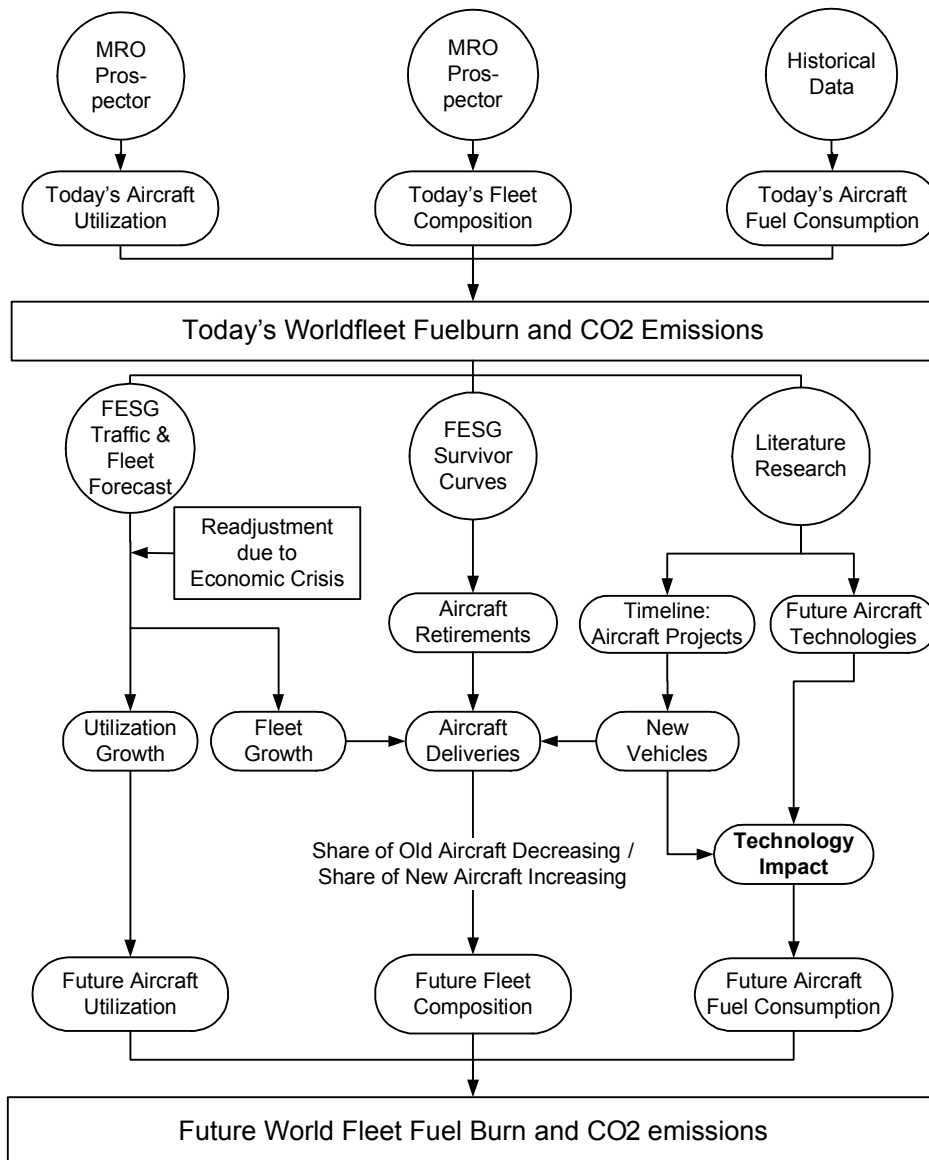 MRO
Pros-
pector
MRO
Pros-
pector
Historical
Data
Today's Aircraft
Utilization
Today's Fleet
Composition
Today's Aircraft
Fuel Consumption
Today's Worldfleet Fuelburn and CO2 Emissions
FESG
Traffic &
Fleet
Forecast
FESG
Survivor
Curves
Literature
Research
Readjustment
due to
Economic Crisis
Aircraft
Retirements
Timeline:
Aircraft Projects
Future Aircraft
Technologies
Utilization
Growth
Fleet
Growth
Aircraft
Deliveries
New
Vehicles
Share of Old Aircraft Decreasing /
Share of New Aircraft Increasing
Technology
Impact
Future Aircraft
Utilization
Future Fleet
Composition
Future Aircraft
Fuel Consumption
Future World Fleet Fuel Burn and CO2 emissions